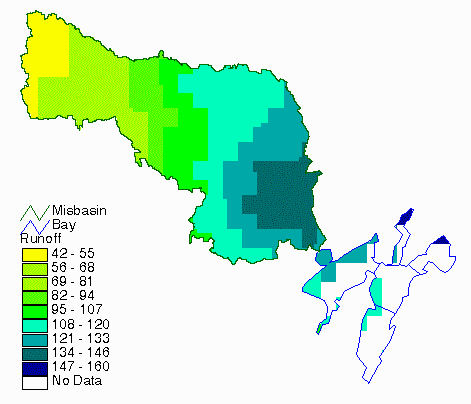 Misbasin
Bay
Runoff
42 - 55
56 - 68
69 - 81
82 - 94
95 - 107
108 - 120
121 - 133
134 - 146
147 - 160
No Data